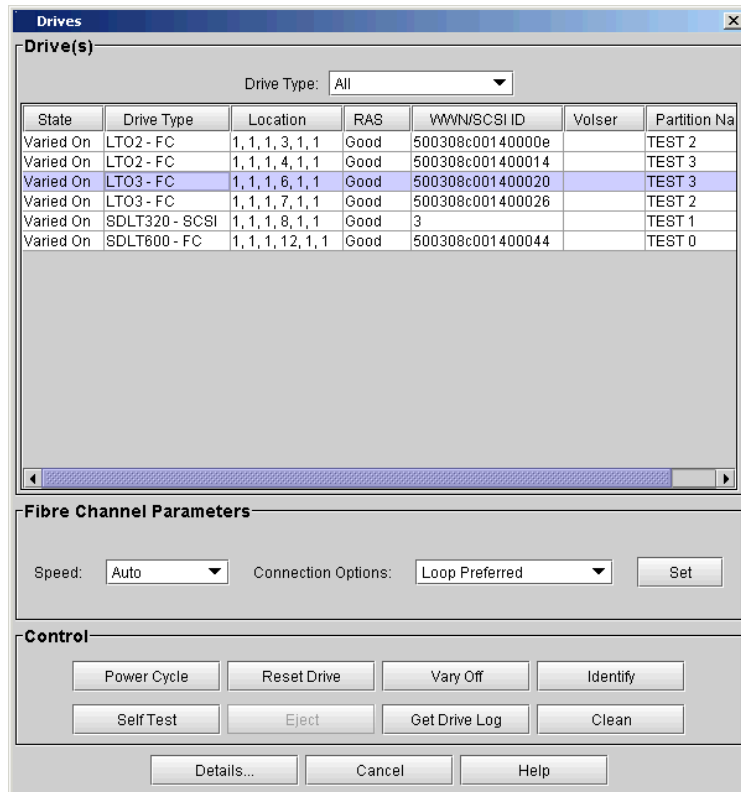 Drives
Drive(s)
Drive Type: All
State Drive Type Location RAS WWN/SCSI ID Volser Partition Na
Varied On LTO2 - FC 1, 1, 1, 3, 1, 1 Good 500308c00140000e TEST 2
Varied On LTO2 - FC 1, 1, 1, 4, 1, 1 Good 500308c001400014 TEST 3
Varied On LTO3 - FC 1, 1, 1, 6, 1, 1 Good 500308c001400020 TEST 3
Varied On LTO3 - FC 1, 1, 1, 7, 1, 1 Good 500308c001400026 TEST 2
Varied On SDLT320 - SCSI 1, 1, 1, 8, 1, 1 Good 3 TEST 1
Varied On SDLT600 - FC 1, 1, 1, 12, 1, 1 Good 500308c001400044 TEST 0
Fibre Channel Parameters
Speed: Auto Connection Options: Loop Preferred Set
Control
Power Cycle Reset Drive Vary Off Identify
Self Test Eject Get Drive Log Clean
Details... Cancel Help